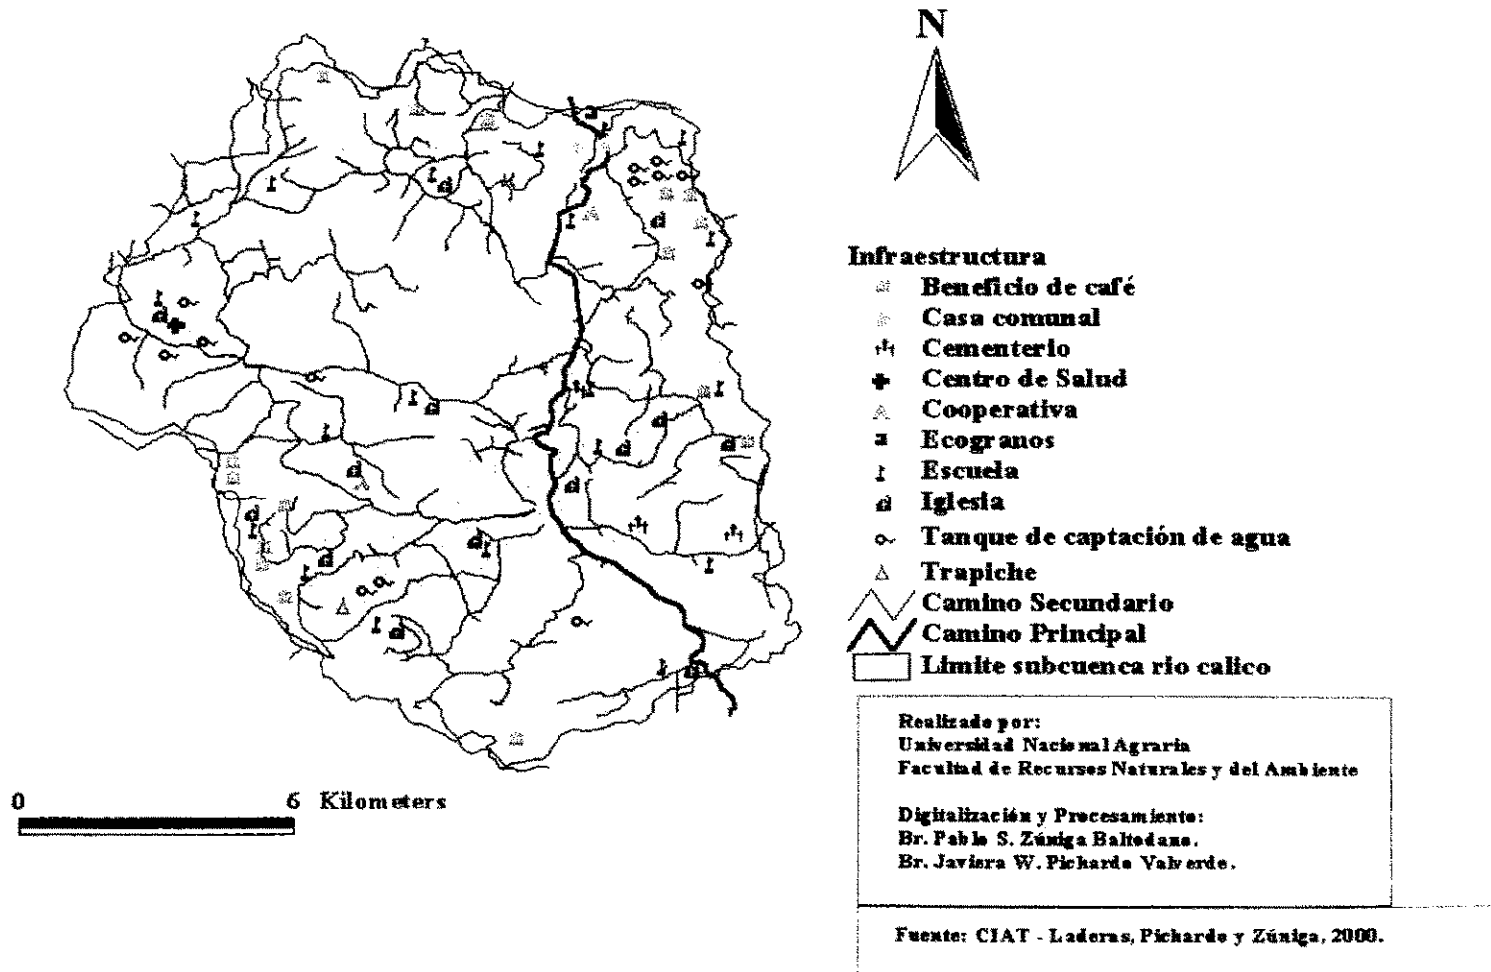 N
Infraestructura
Beneficio de café
Casa comunal
Cementerio
Centro de Salud
Cooperativa
Ecogranos
Escuela
Iglesia
Tanque de captación de agua
Trapiche
Camino Secundario
Camino Principal
Límite subcuenca rio calico
Realizado por:
Universidad Nacional Agraria
Facultad de Recursos Naturales y del Ambiente
Digitalización y Procesamiento:
Br. Pablo S. Zúniga Baltodano.
Br. Javiera W. Pichardo Valverde.
Fuente: CIAT - Laderas, Pichardo y Zúniga, 2000.
0 6 Kilometers